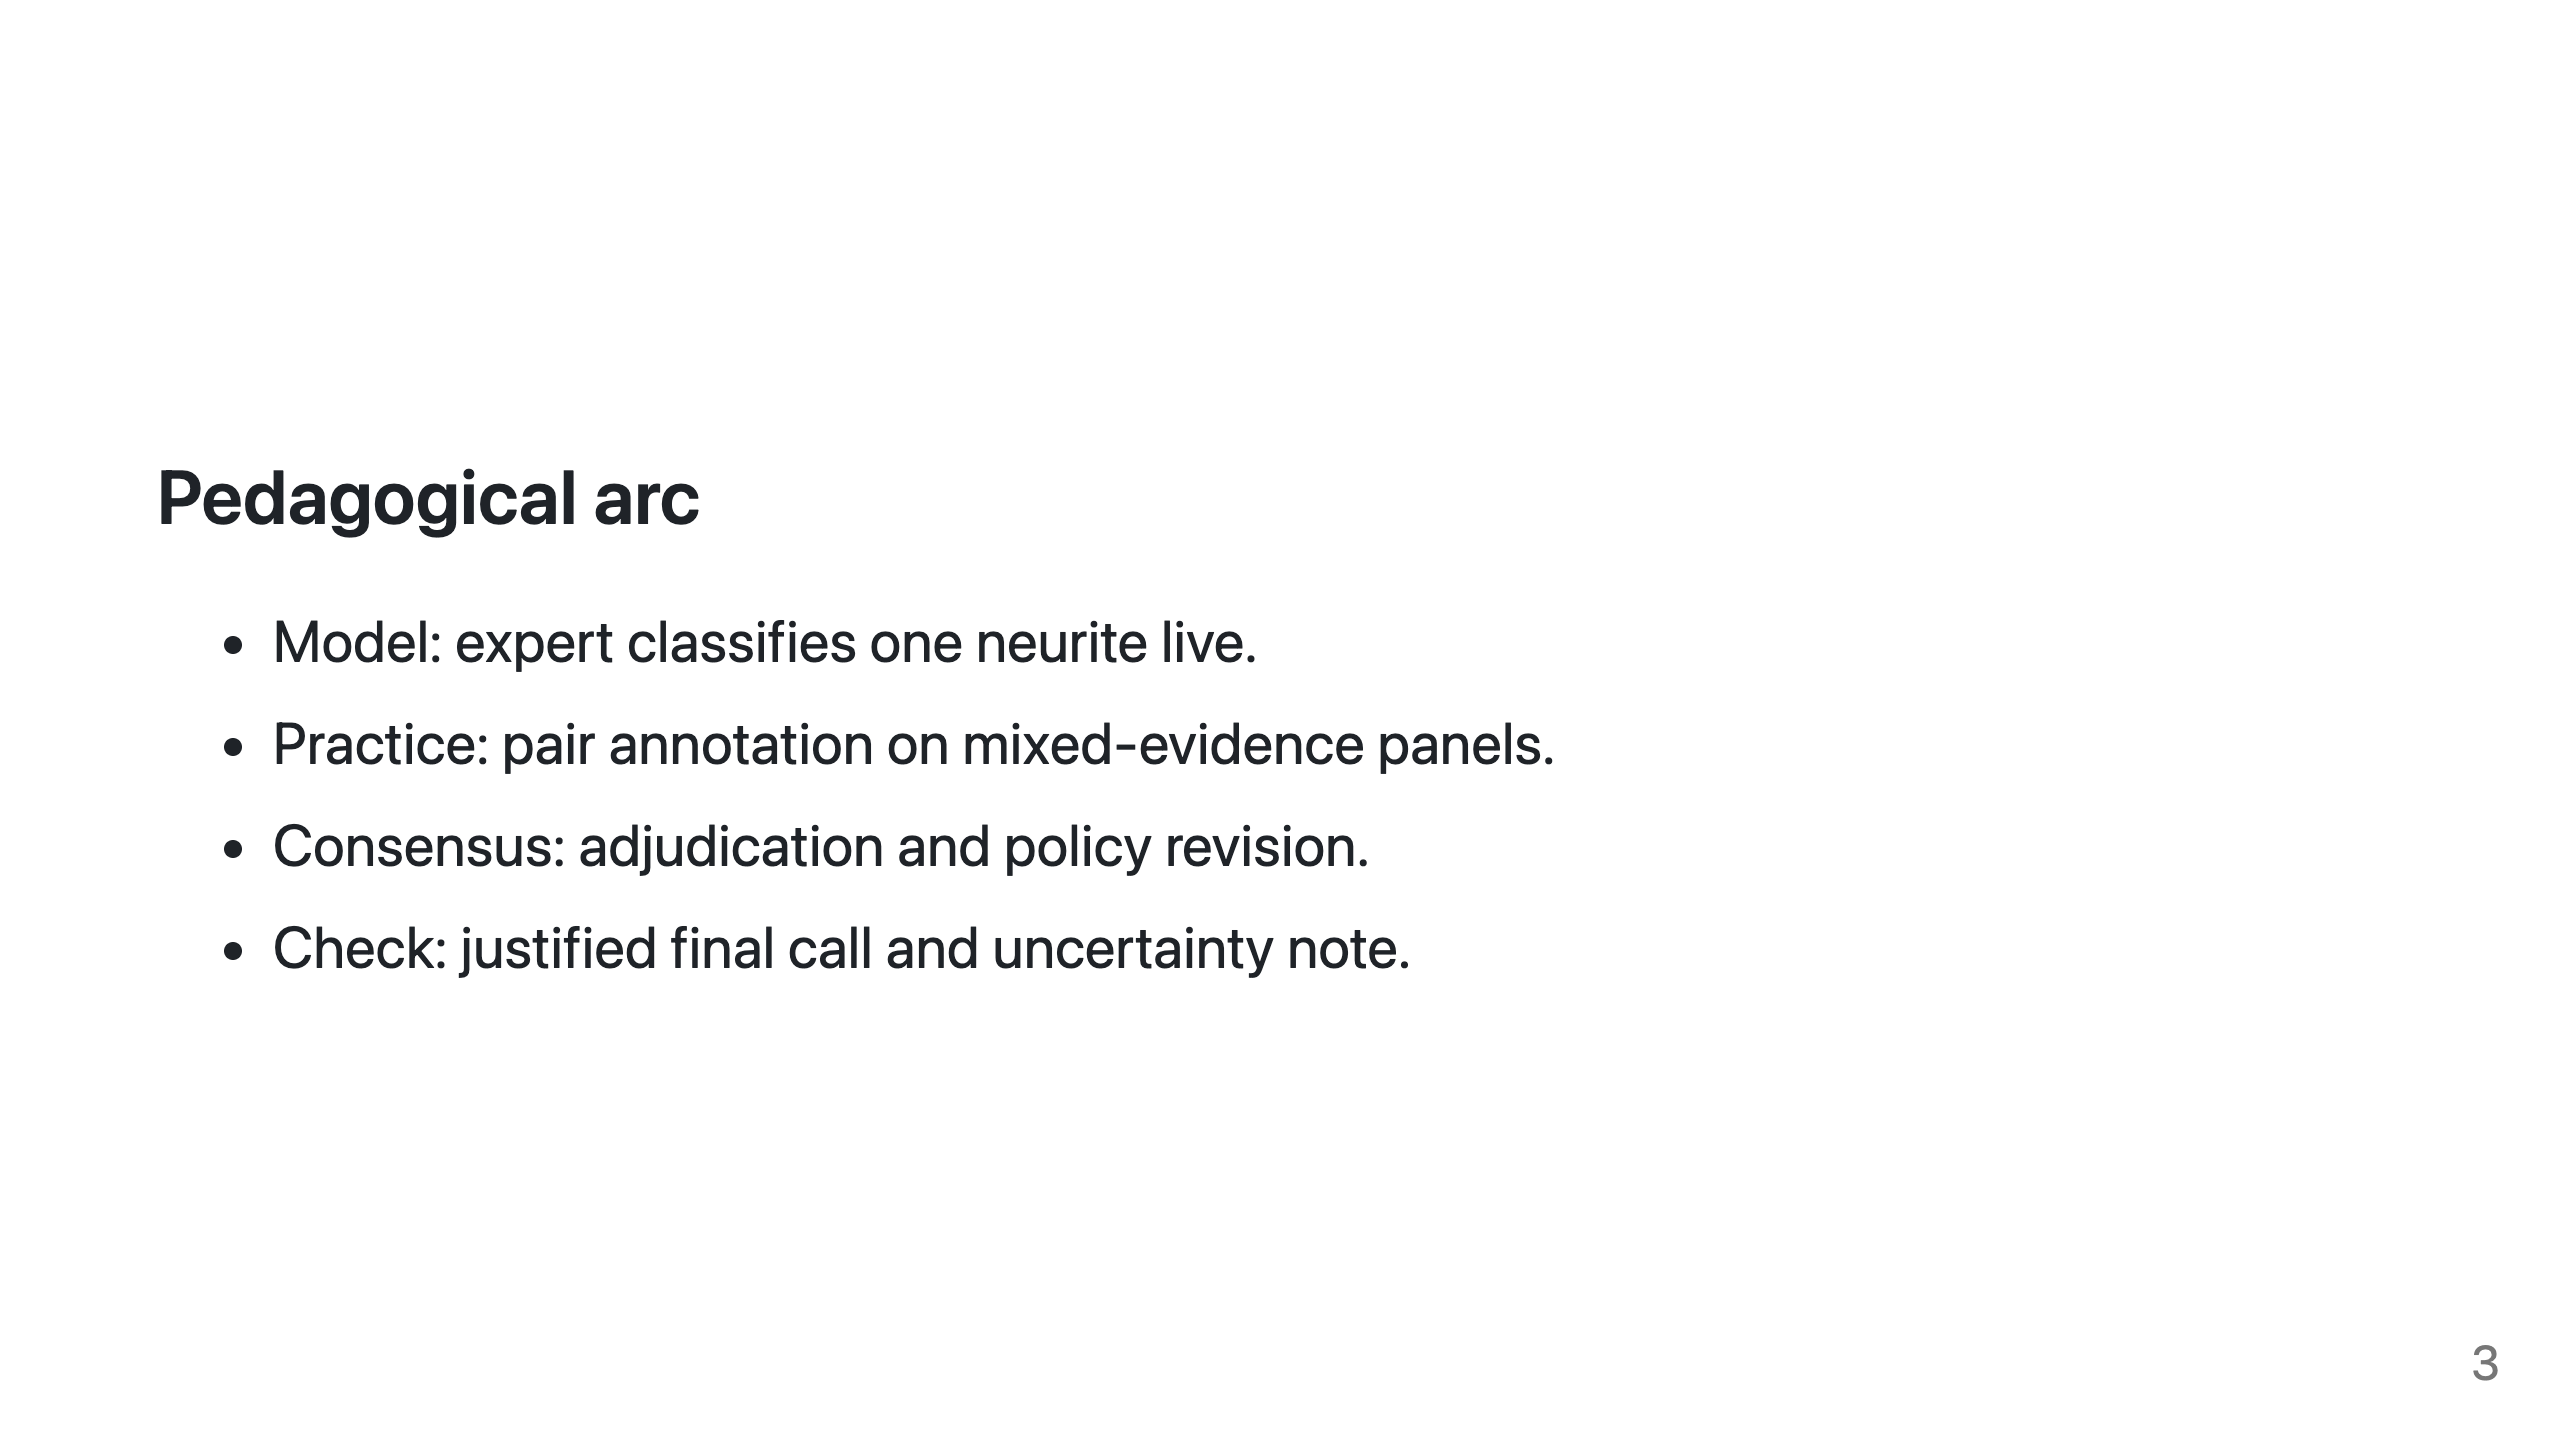 Pedagogical arc
• Model: expert classifies one neurite live.
• Practice: pair annotation on mixed-evidence panels.
• Consensus: adjudication and policy revision.
• Check: justified final call and uncertainty note.
3